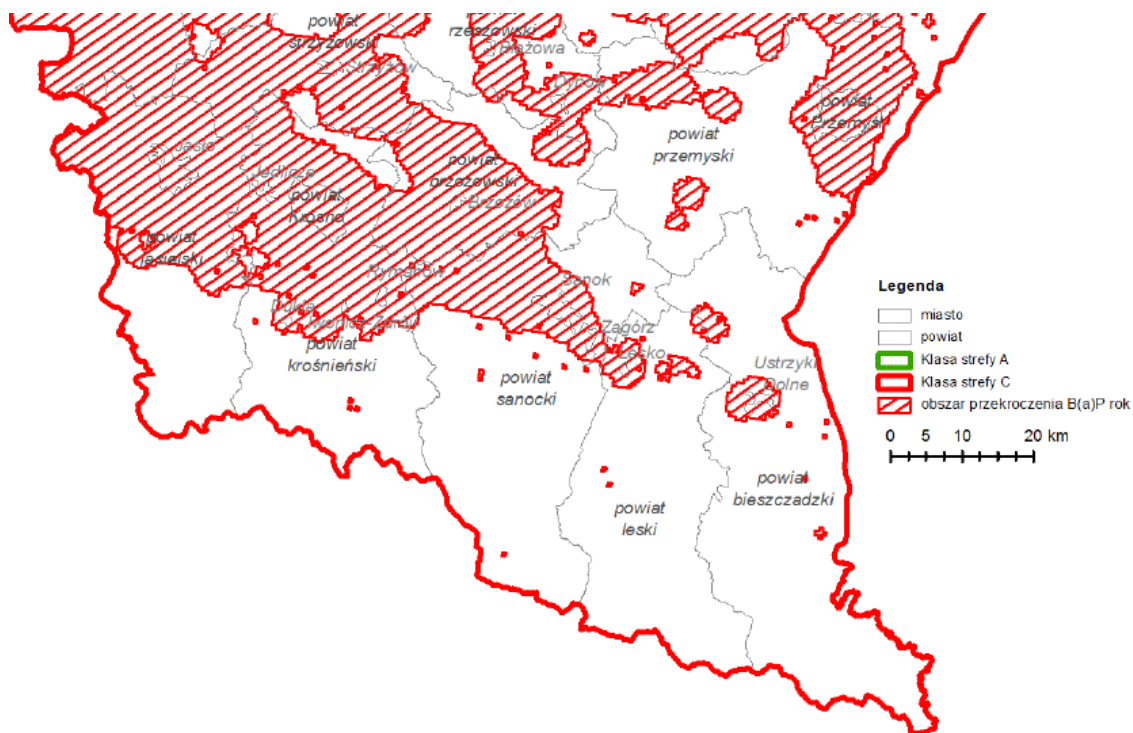 powiat
strzyżowski
Strzyżów
rzeszowski
Błażowa
Dynów
powiat
przemyski
powiat
Przemyśl
Jasło
Jedlicze
powiat
Krosno
powiat
brzozowski
Brzozów
powiat
jasielski
Rymanów
Sanok
Dukla
Iwonicz-Zdrój
powiat
krośnieński
Zagórz
Lesko
powiat
sanocki
Ustrzyki
Dolne
powiat
leski
powiat
bieszczadzki
Legenda
miasto
powiat
Klasa strefy A
Klasa strefy C
obszar przekroczenia B(a)P rok
0 5 10 20 km